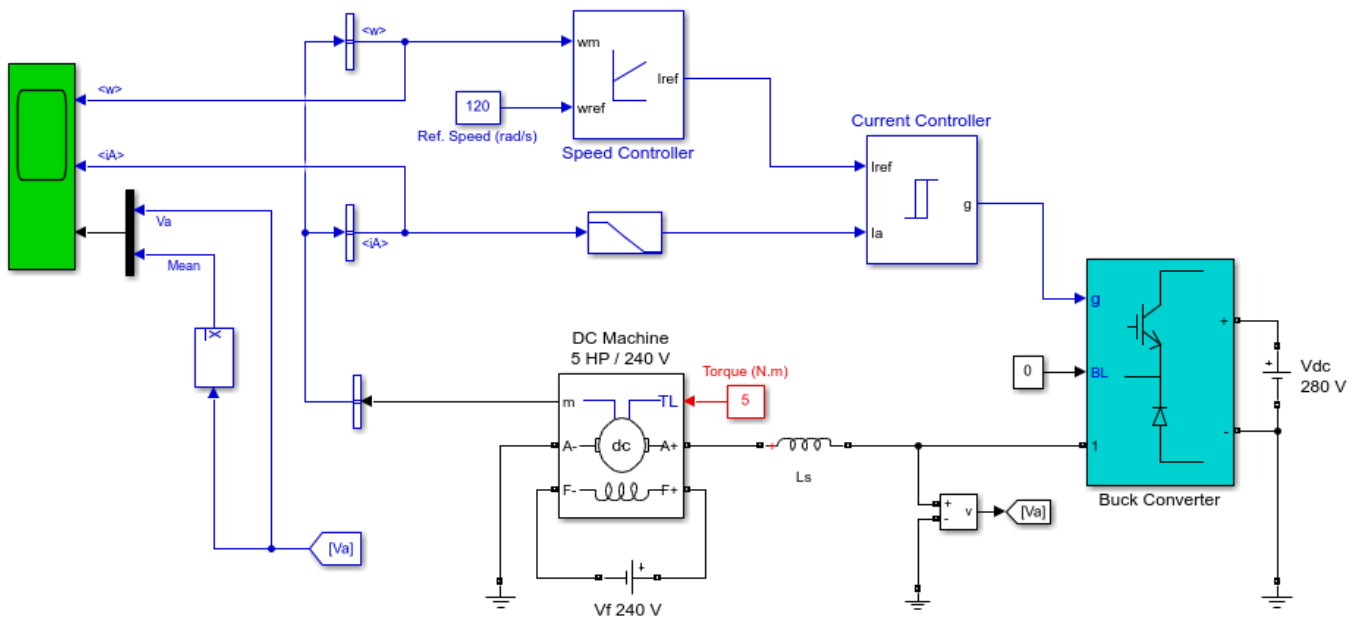 <w>
wm
Iref
<w>
120
wref
Ref. Speed (rad/s)
Speed Controller
Current Controller
<iA>
Iref
g
Va
<iA>
Ia
Mean
x
g
DC Machine
5 HP / 240 V
Torque (N.m)
m
TL
5
0
BL
+
+
Vdc
280 V
A-
dc
A+
+
1
-
Ls
Buck Converter
F-
F+
+
-
v
[Va]
[Va]
+
Vf 240 V